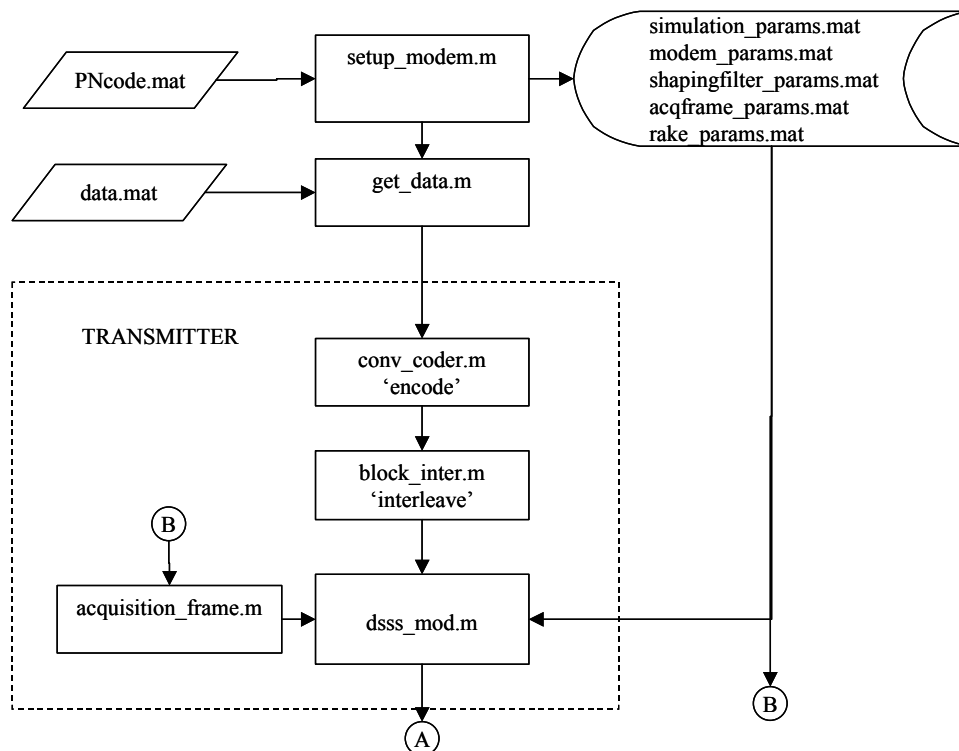 simulation_params.mat
modem_params.mat
shapingfilter_params.mat
acqframe_params.mat
rake_params.mat
setup_modem.m
PNcode.mat
get_data.m
data.mat
TRANSMITTER
conv_coder.m
‘encode’
block_inter.m
‘interleave’
B
acquisition_frame.m
dsss_mod.m
B
A